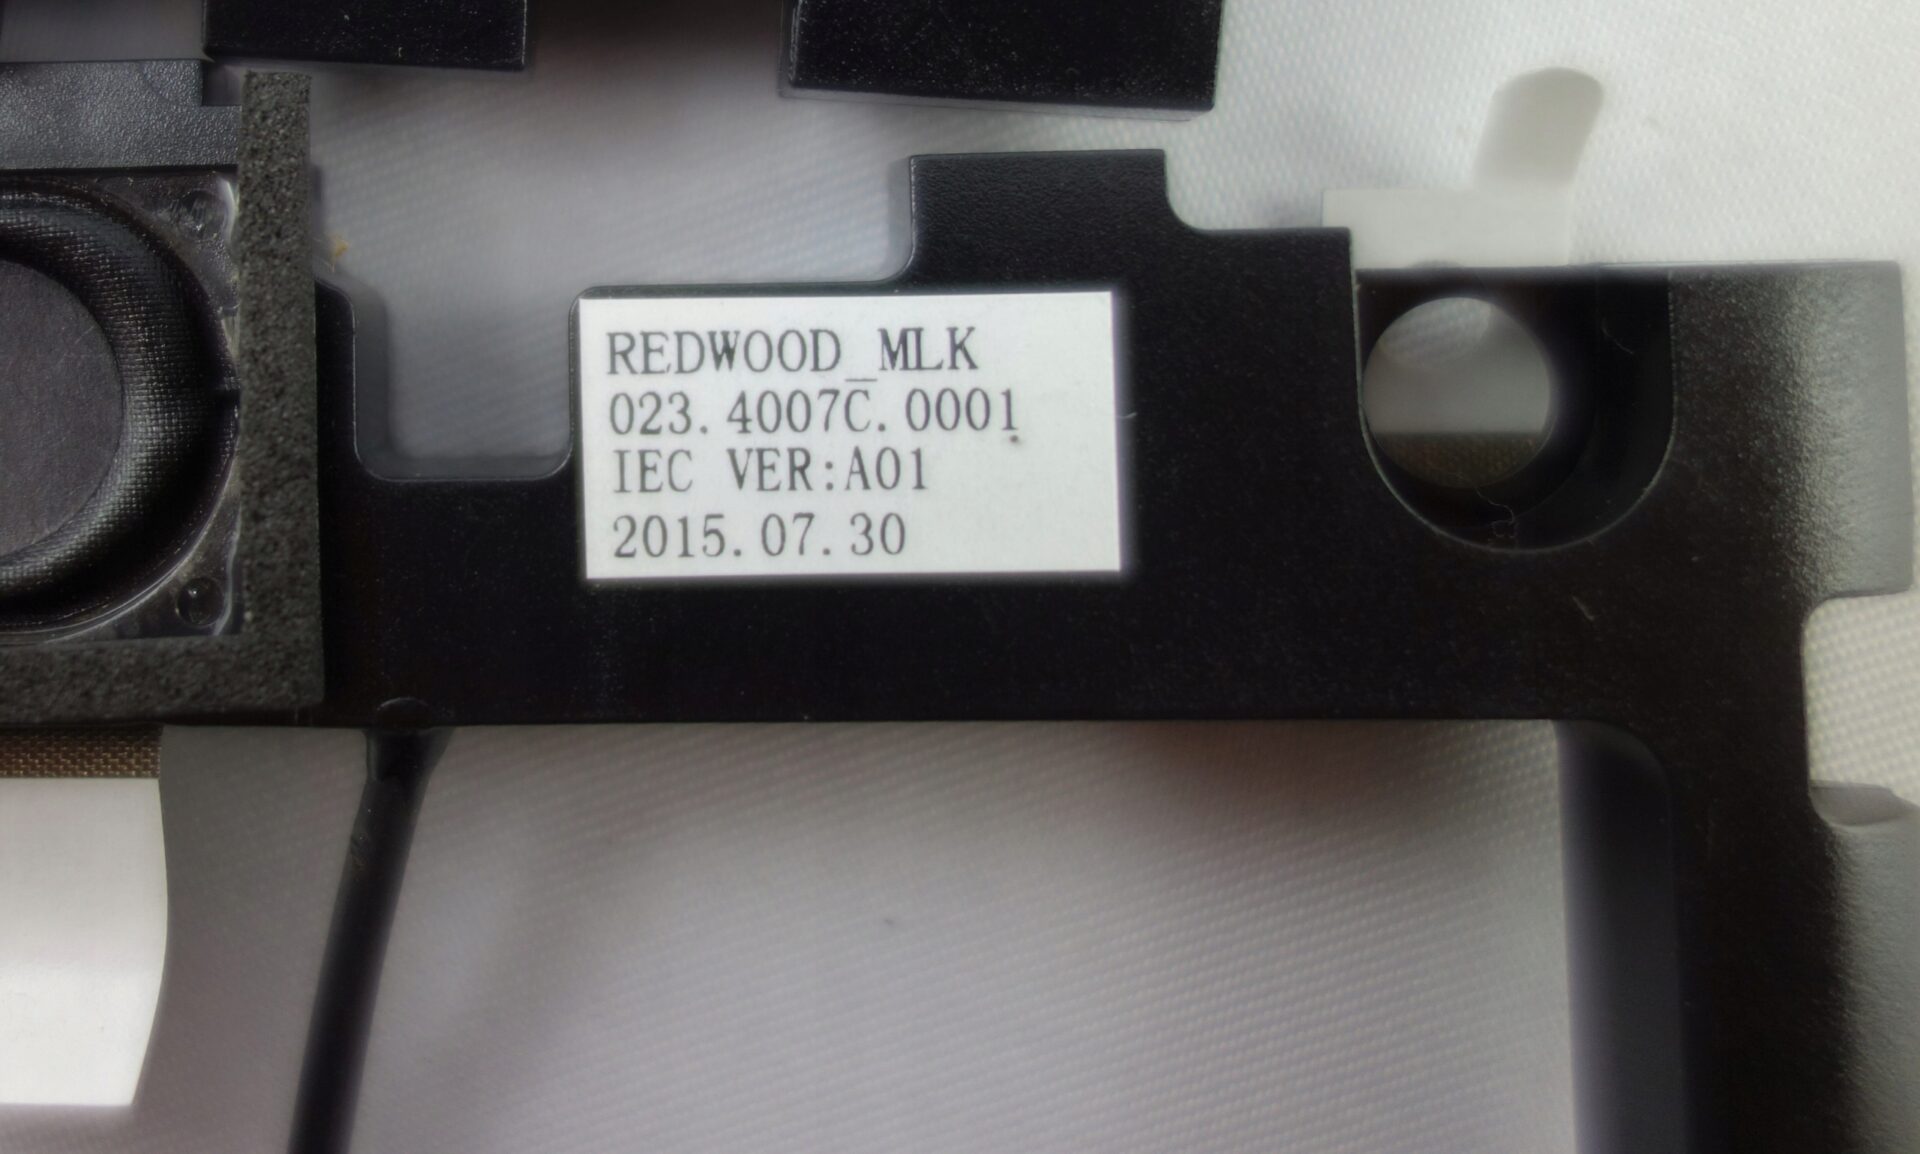 REDWOOD_MLK
023.4007C.0001
IEC VER:A01
2015.07.30